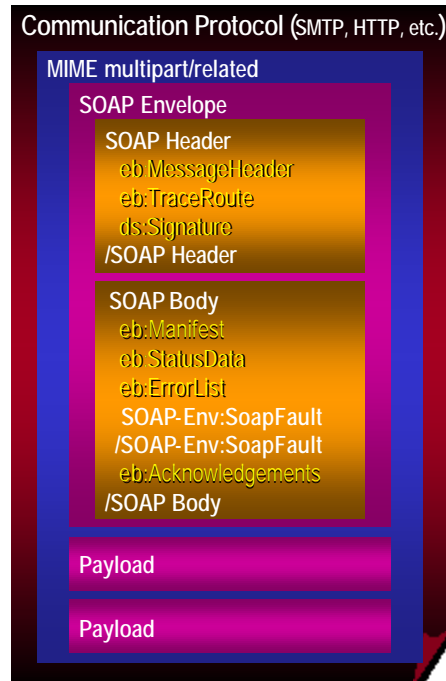 Communication Protocol (SMTP, HTTP, etc.)
MIME multipart/related
SOAP Envelope
SOAP Header
eb:MessageHeader
eb:TraceRoute
ds:Signature
/SOAP Header
SOAP Body
eb:Manifest
eb:StatusData
eb:ErrorList
SOAP-Env:SoapFault
/SOAP-Env:SoapFault
eb:Acknowledgements
/SOAP Body
Payload
Payload